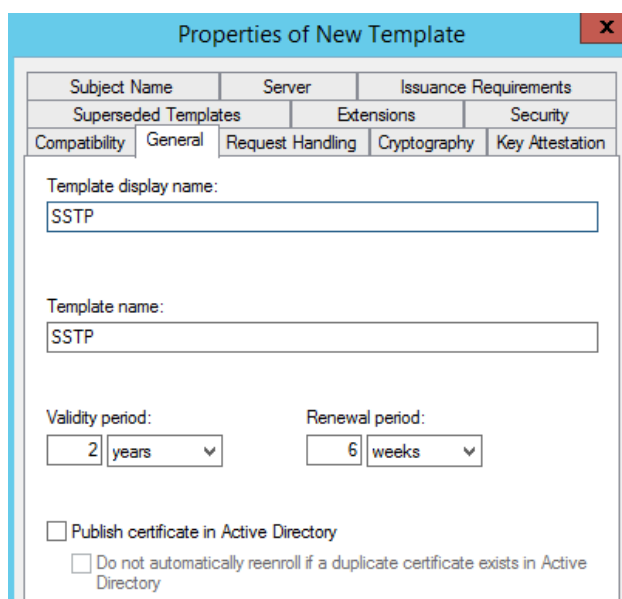 Properties of New Template
x
Subject Name Server Issuance Requirements
Superseded Templates Extensions Security
Compatibility General Request Handling Cryptography Key Attestation
Template display name:
SSTP
Template name:
SSTP
Validity period: Renewal period:
2 years 6 weeks
Publish certificate in Active Directory
Do not automatically reenroll if a duplicate certificate exists in Active
Directory